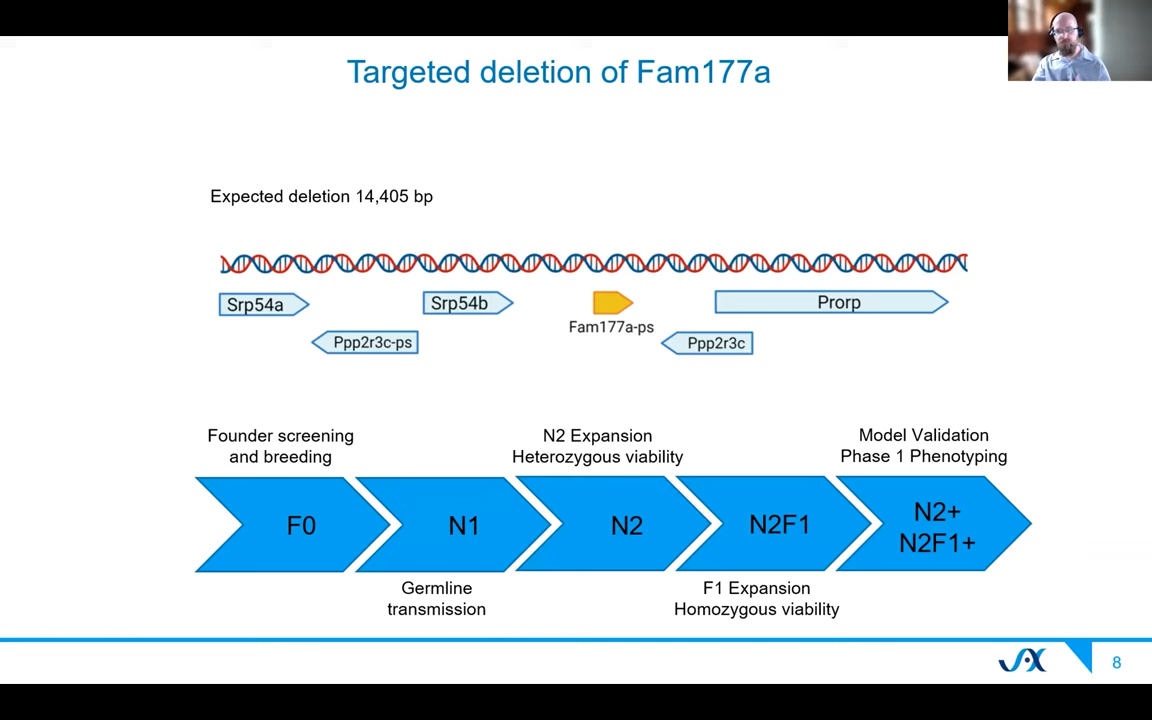 Targeted deletion of Fam177a
Expected deletion 14,405 bp
Srp54a
Srp54b
Prorp
Fam177a-ps
Ppp2r3c-ps
Ppp2r3c
Founder screening
and breeding
N2 Expansion
Heterozygous viability
Model Validation
Phase 1 Phenotyping
F0
N1
N2
N2F1
N2+
N2F1+
Germline
transmission
F1 Expansion
Homozygous viability
JAX
8